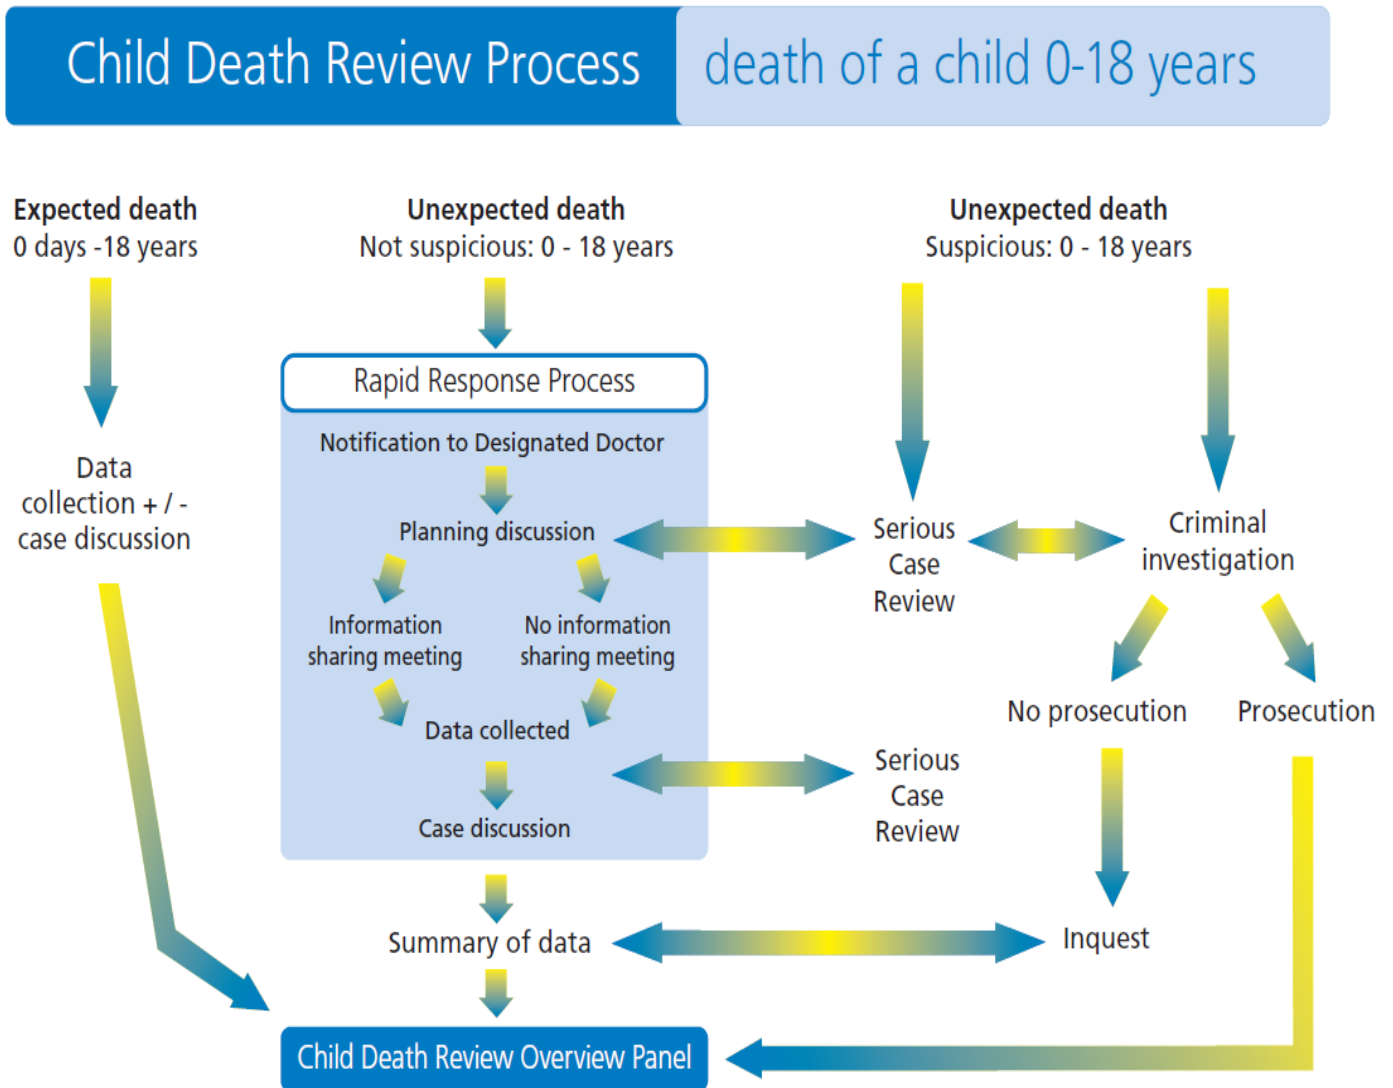 Child Death Review Process
death of a child 0-18 years
Expected death
0 days -18 years
Unexpected death
Not suspicious: 0 - 18 years
Unexpected death
Suspicious: 0 - 18 years
Rapid Response Process
Notification to Designated Doctor
Data
collection + / -
case discussion
Planning discussion
Serious
Case
Review
Criminal
investigation
Information
sharing meeting
No information
sharing meeting
No prosecution
Prosecution
Data collected
Serious
Case
Review
Case discussion
Summary of data
Inquest
Child Death Review Overview Panel